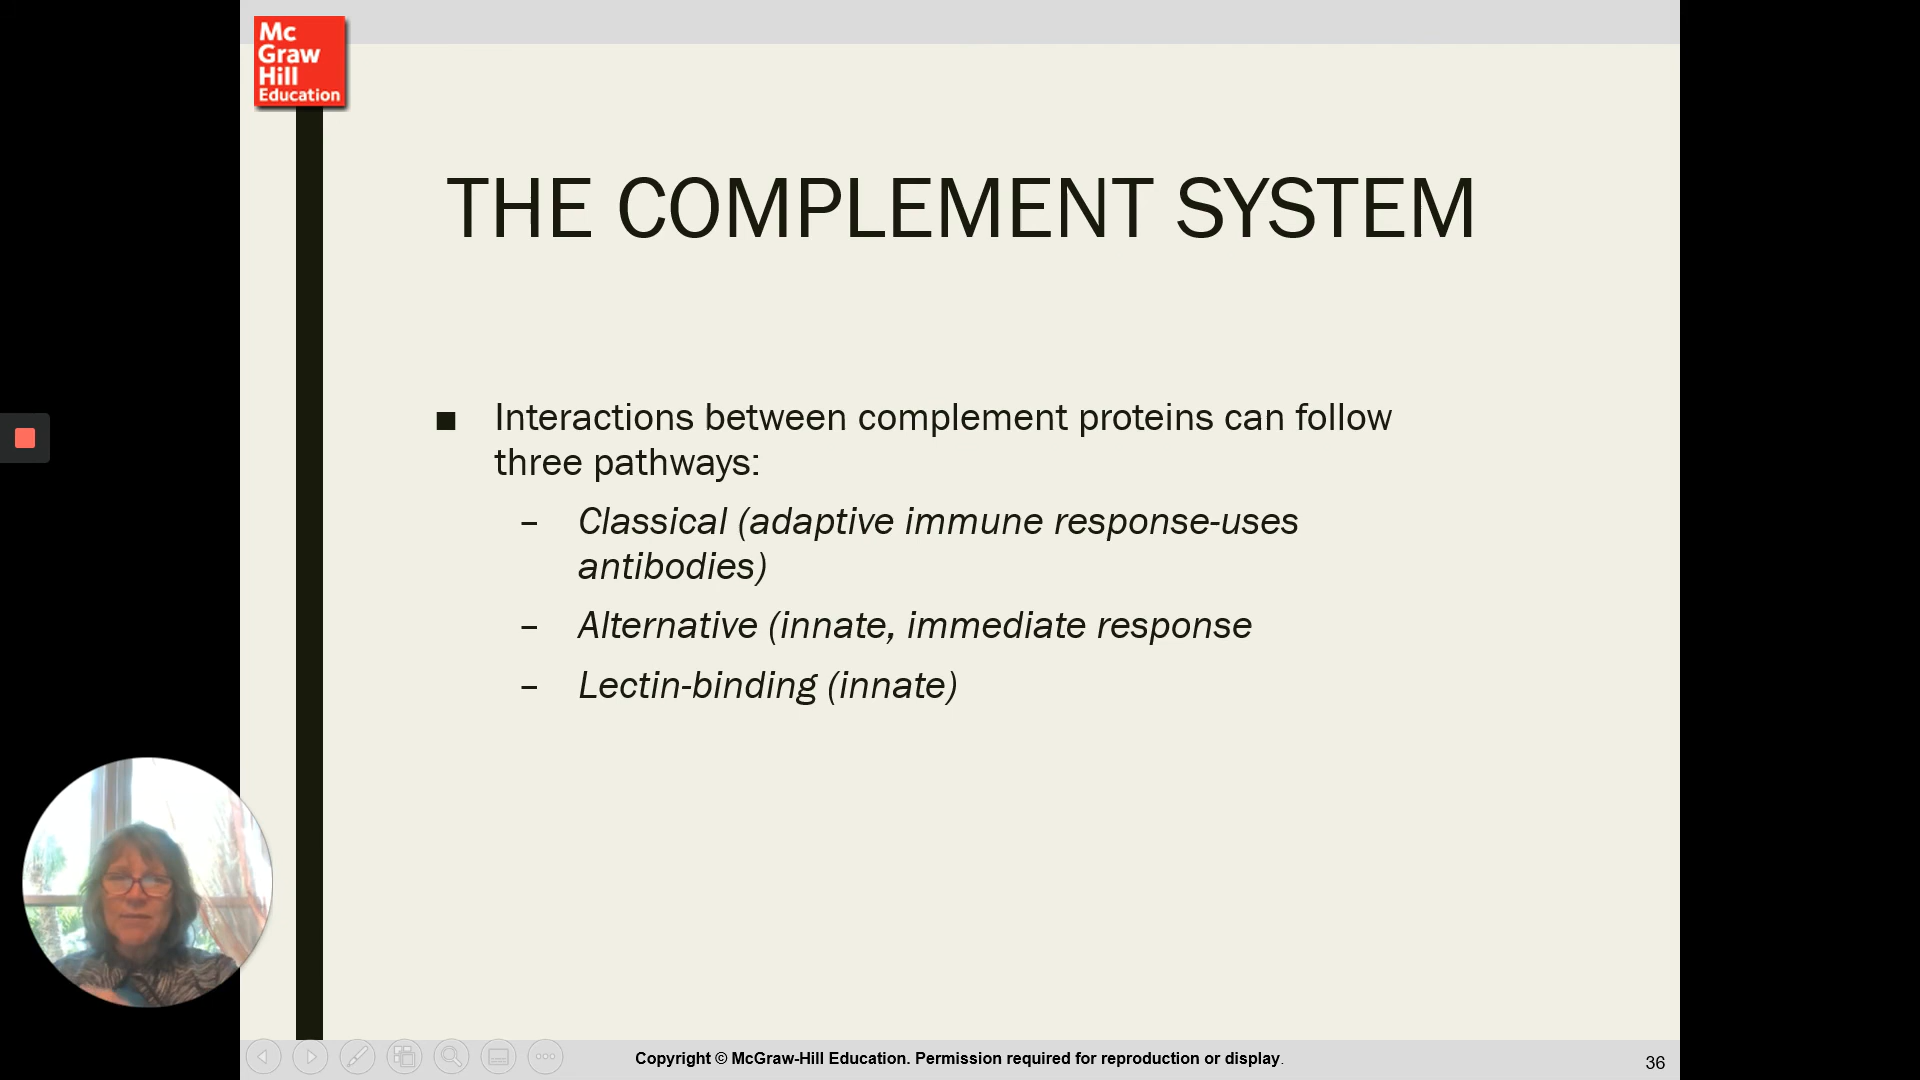 Mc
Graw
Hill
Education
THE COMPLEMENT SYSTEM
■ Interactions between complement proteins can follow
three pathways:
– Classical (adaptive immune response-uses
antibodies)
– Alternative (innate, immediate response
– Lectin-binding (innate)
Copyright © McGraw-Hill Education. Permission required for reproduction or display.
36